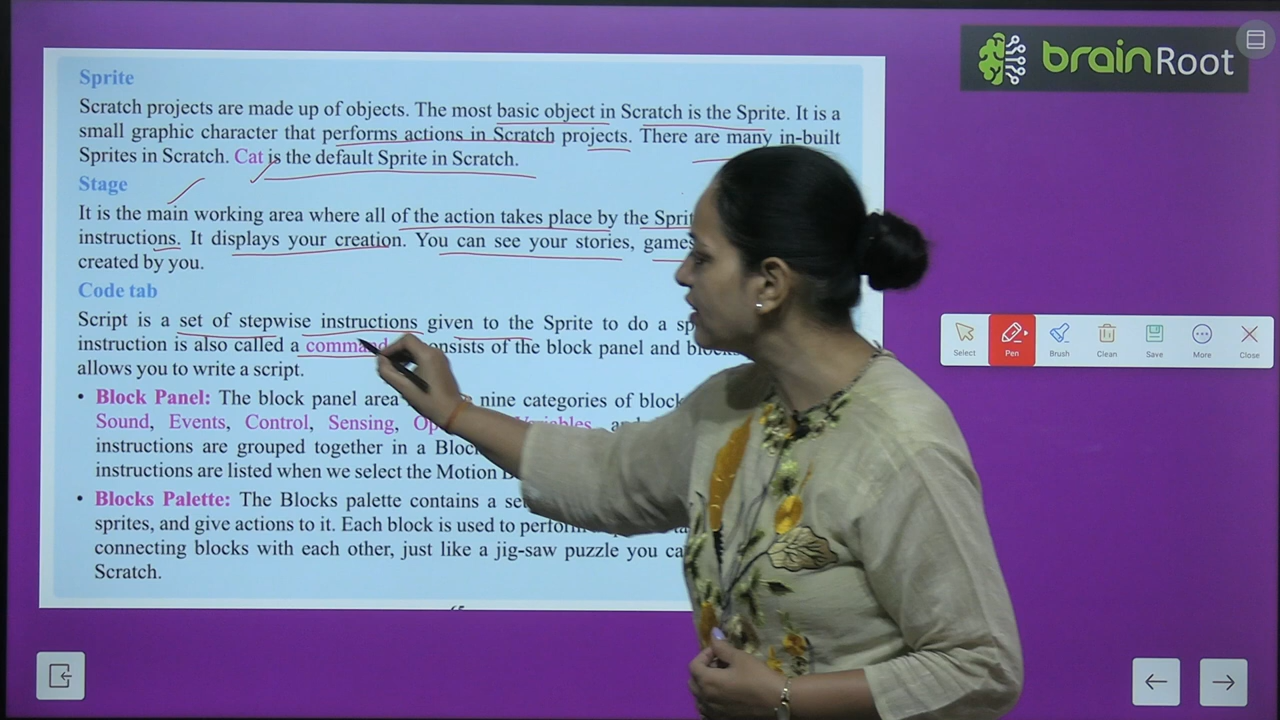 brainRoot
Sprite
Scratch projects are made up of objects. The most basic object in Scratch is the Sprite. It is a
small graphic character that performs actions in Scratch projects. There are many in-built
Sprites in Scratch. Cat is the default Sprite in Scratch.
Stage
It is the main working area where all of the action takes place by the
instructions. It displays your creation. You can see your stories, games
created by you.
Code tab
Script is a set of stepwise instructions given to the Sprite to do a
instruction is also called a of the block panel and
allows you to write a script.
• Block Panel: The block panel area nine categories of
Sound, Events, Control, Sensing,
instructions are grouped together in a
instructions are listed when we select the Motion
• Blocks Palette: The Blocks palette contains a
sprites, and give actions to it. Each block is used to
connecting blocks with each other, just like a jig-saw puzzle you
Scratch.
Select Pen Brush Clean Save More Close